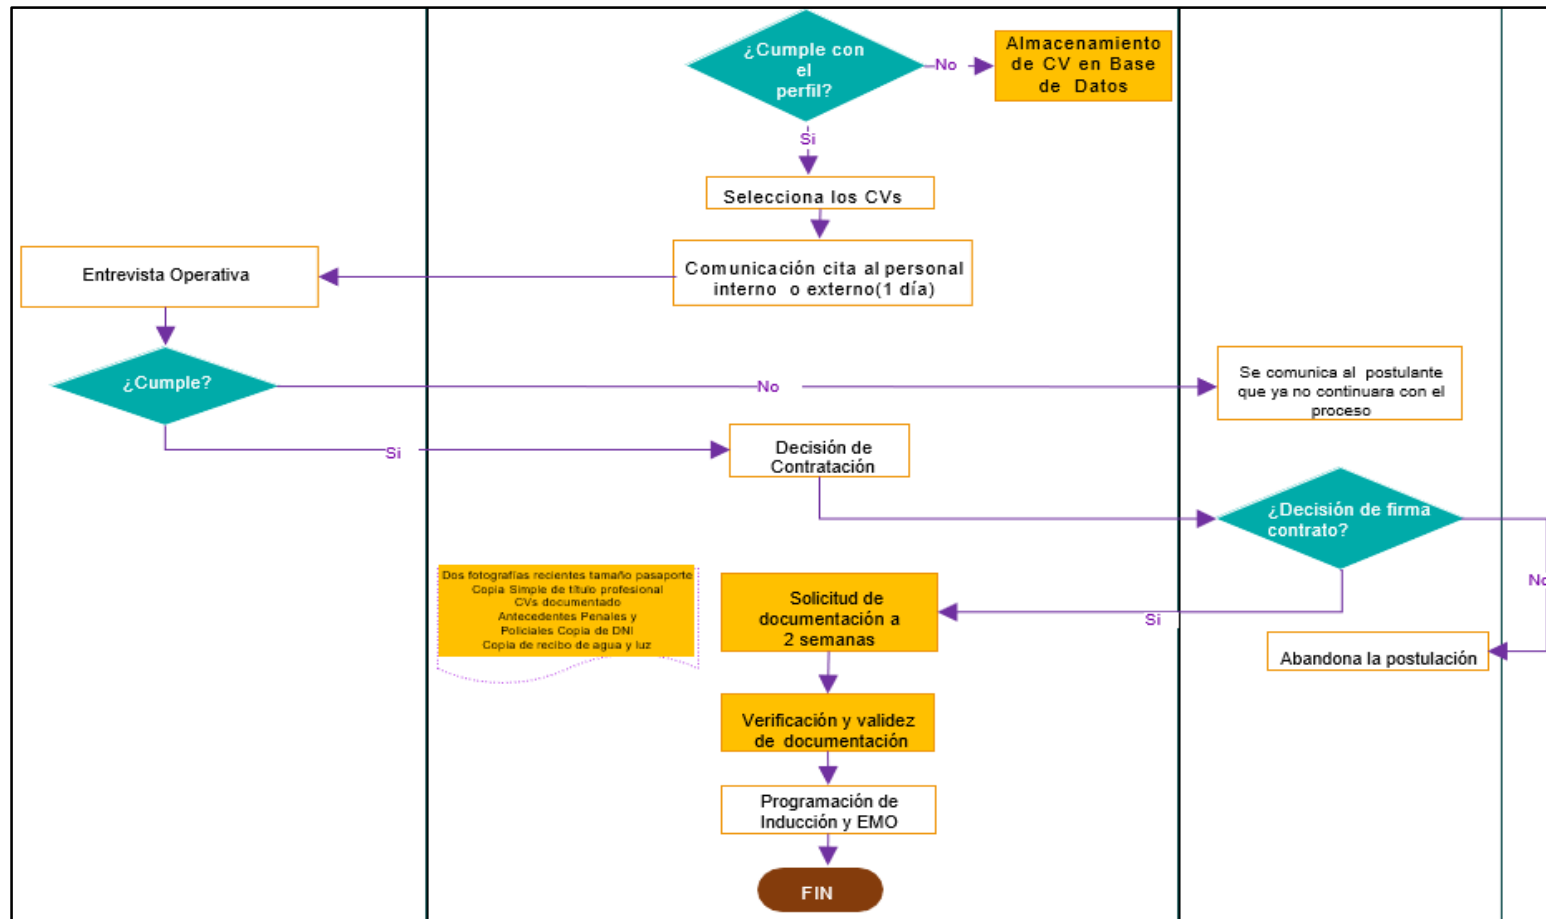 ¿Cumple con
el
perfil?
No
Almacenamiento
de CV en Base
de Datos
Si
Selecciona los CVs
Comunicación cita al personal
interno o externo(1 día)
Entrevista Operativa
¿Cumple?
No
Se comunica al postulante
que ya no continuara con el
proceso
Si
Decisión de
Contratación
¿Decisión de firma
contrato?
No
Si
Dos fotografías recientes tamaño pasaporte
Copia Simple de título profesional
CVs documentado
Antecedentes Penales y
Policiales Copia de DNI
Copia de recibo de agua y luz
Solicitud de
documentación a
2 semanas
Abandona la postulación
Verificación y validez
de documentación
Programación de
Inducción y EMO
FIN